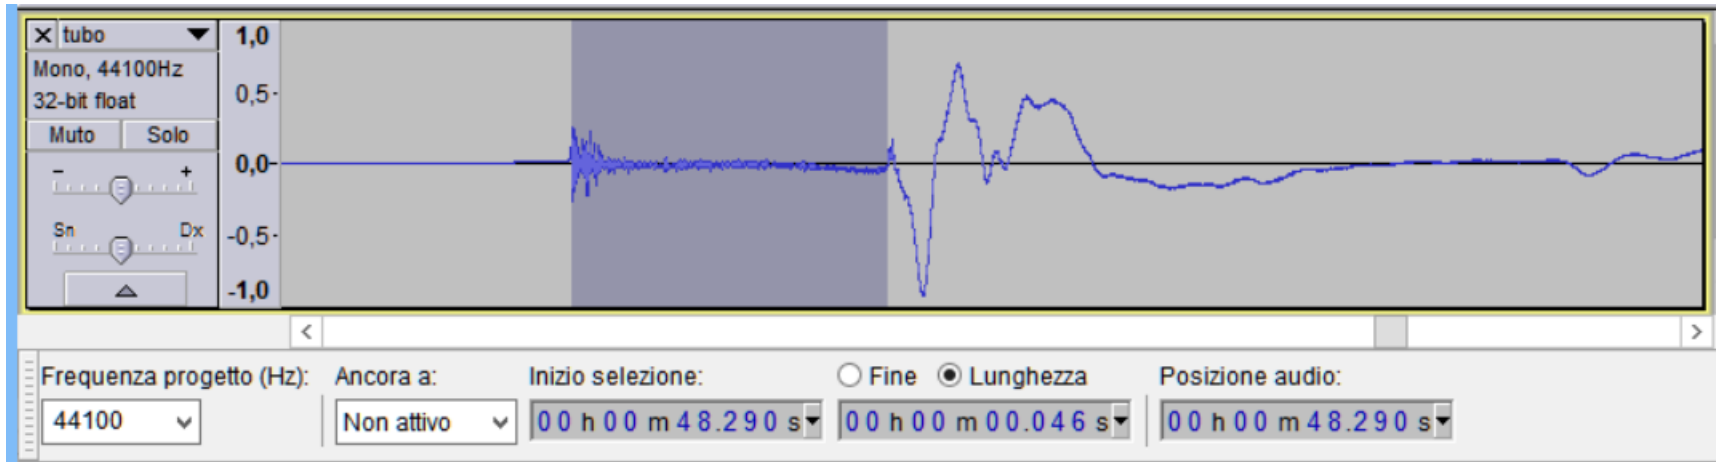 X tubo
Mono, 44100Hz
32-bit float
Muto Solo
- +
Sn Dx
1,0
0,5-
0,0-
-0,5-
-1,0
Frequenza progetto (Hz): Ancora a: Inizio selezione: Fine Lunghezza Posizione audio:
44100 Non attivo 00 h 00 m 48.290 s 00 h 00 m 00.046 s 00 h 00 m 48.290 s